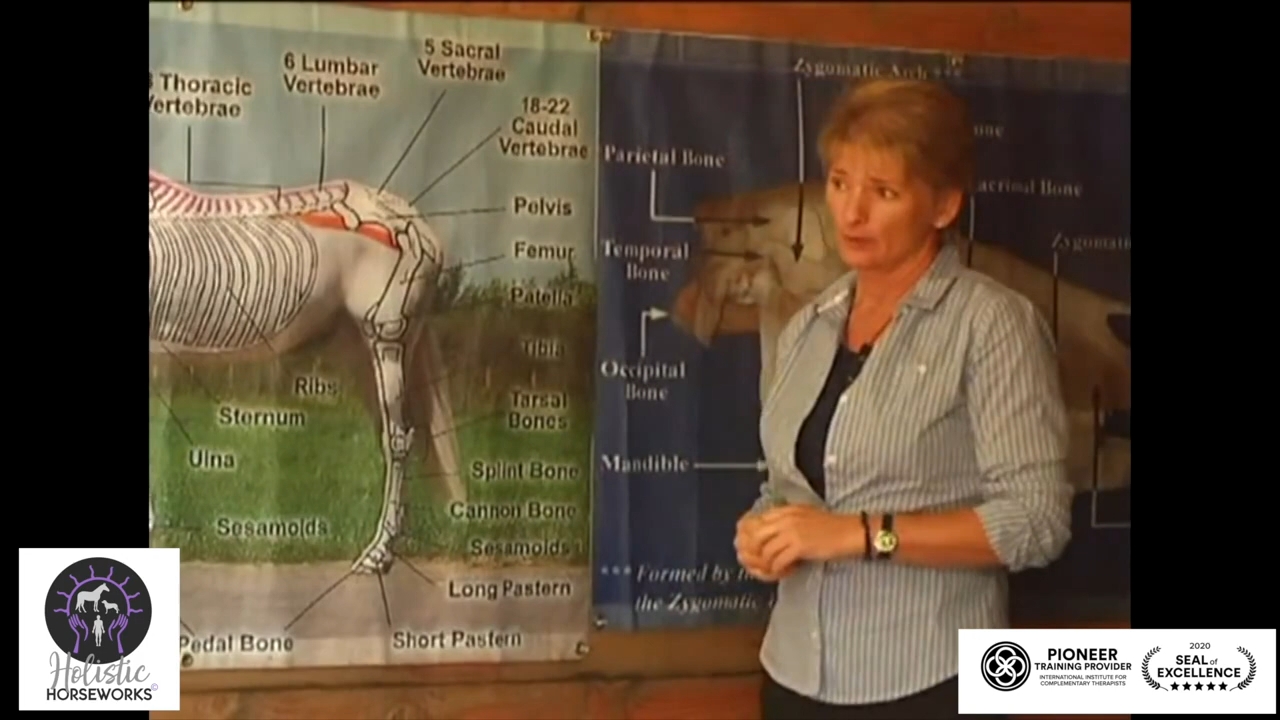 5 Sacral
Vertebrae
6 Lumbar
Vertebrae
Thoracic
Vertebrae
18-22
Caudal
Vertebrae
Pelvis
Femur
Patella
Tibia
Tarsal
Bones
Ribs
Sternum
Ulna
Splint Bone
Cannon Bone
Sesamoids
Sesamoids
Long Pastern
Pedal Bone
Short Pastern
Zygomatic Arch ***
Parietal Bone
Lacrimal Bone
Temporal
Bone
Occipital
Bone
Mandible
*** Formed by
the Zygomatic
Holistic
HORSEWORKS©
PIONEER
TRAINING PROVIDER
INTERNATIONAL INSTITUTE FOR
COMPLEMENTARY THERAPISTS
2020
SEAL of
EXCELLENCE